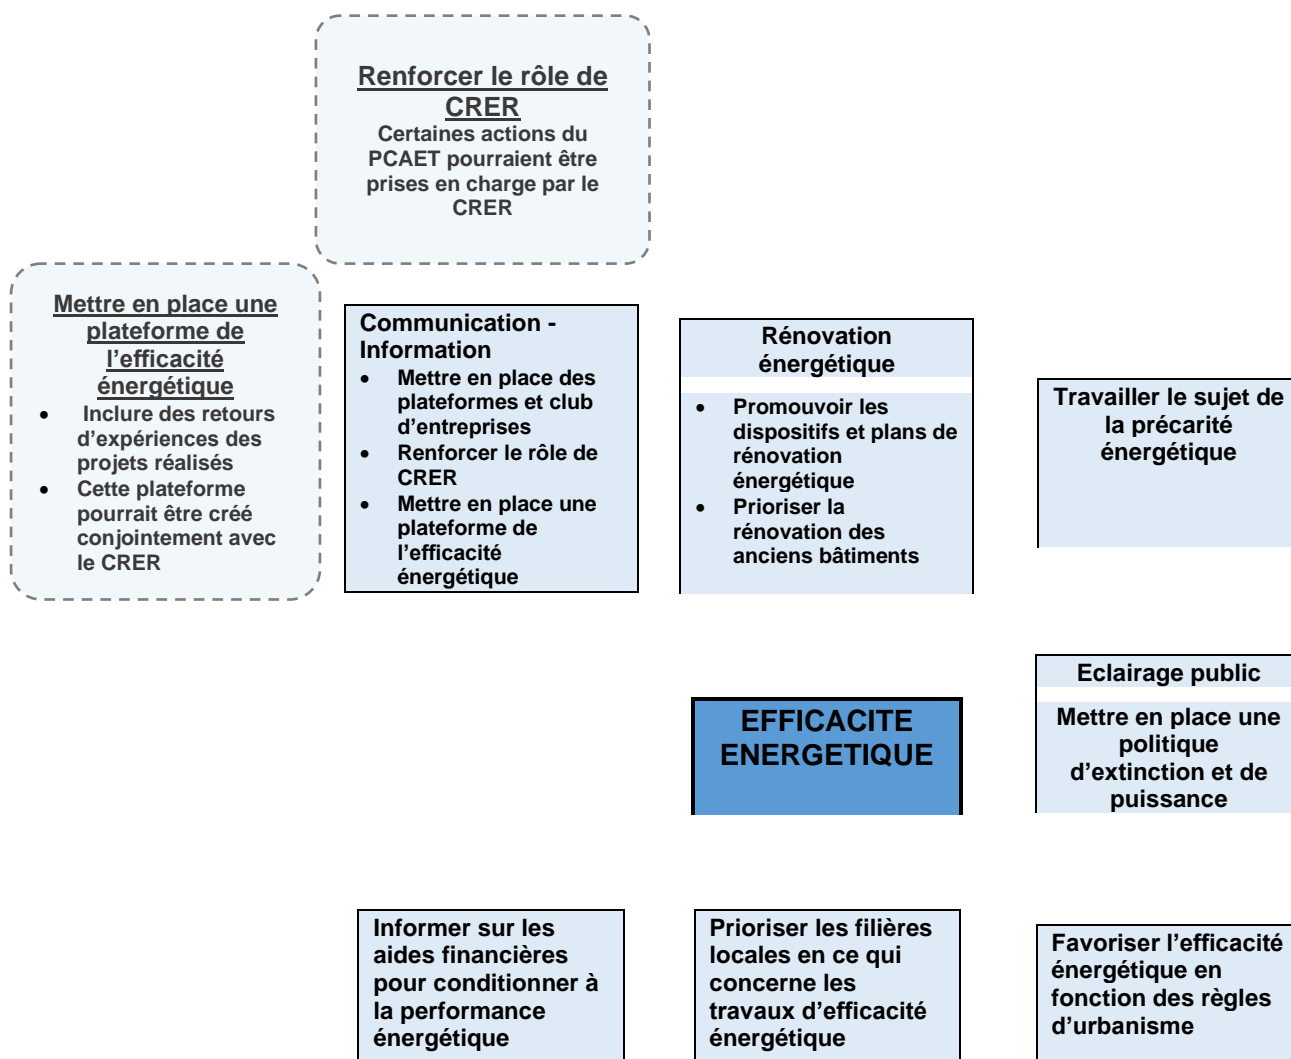 Renforcer le rôle de
CRER
Certaines actions du
PCAET pourraient être
prises en charge par le
CRER
Mettre en place une
plateforme de
l’efficacité
énergétique
• Inclure des retours
d’expériences des
projets réalisés
• Cette plateforme
pourrait être créé
conjointement avec
le CRER
Communication -
Information
• Mettre en place des
plateformes et club
d’entreprises
• Renforcer le rôle de
CRER
• Mettre en place une
plateforme de
l’efficacité
énergétique
Rénovation
énergétique
• Promouvoir les
dispositifs et plans de
rénovation
énergétique
• Prioriser la
rénovation des
anciens bâtiments
Travailler le sujet de
la précarité
énergétique
Eclairage public
Mettre en place une
politique
d’extinction et de
puissance
EFFICACITE
ENERGETIQUE
Informer sur les
aides financières
pour conditionner à
la performance
énergétique
Prioriser les filières
locales en ce qui
concerne les
travaux d’efficacité
énergétique
Favoriser l’efficacité
énergétique en
fonction des règles
d’urbanisme